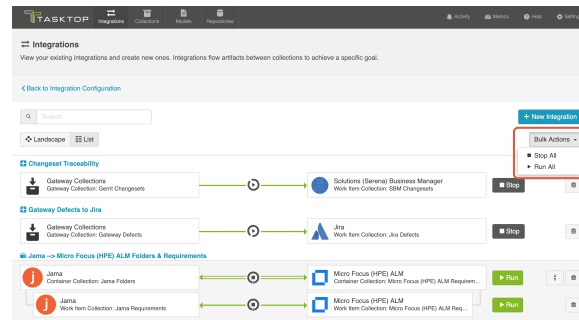 TASKTOP
Integrations
Collections
Models
Repositories
Activity
Metrics
Help
Settings
Integrations
View your existing integrations and create new ones. Integrations flow artifacts between collections to achieve a specific goal.
Back to Integration Configuration
Search
+ New Integration
Landscape
List
Bulk Actions
Stop All
Run All
Changeset Traceability
Gateway Collections
Gateway Collection: Gerrit Changesets
Solutions (Serena) Business Manager
Work Item Collection: SBM Changesets
Stop
Gateway Defects to Jira
Gateway Collections
Gateway Collection: Gateway Defects
Jira
Work Item Collection: Jira Defects
Stop
Jama --> Micro Focus (HPE) ALM Folders & Requirements
Jama
Container Collection: Jama Folders
Micro Focus (HPE) ALM
Container Collection: Micro Focus (HPE) ALM Requirem...
Run
Jama
Work Item Collection: Jama Requirements
Micro Focus (HPE) ALM
Work Item Collection: Micro Focus (HPE) ALM Req...
Run